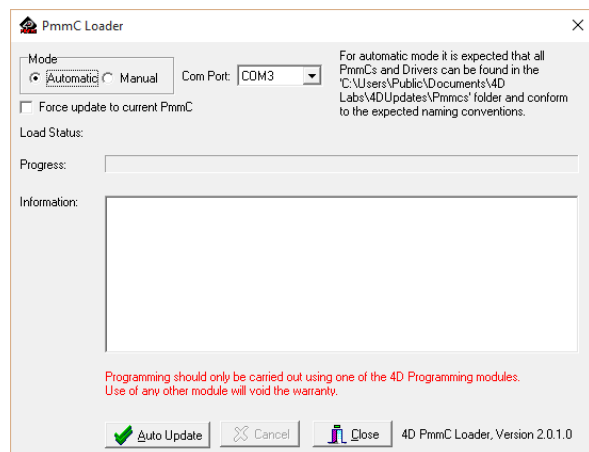 PmmC Loader
Mode
Automatic Manual
Com Port: COM3
For automatic mode it is expected that all
PmmCs and Drivers can be found in the
'C:\Users\Public\Documents\4D
Labs\4DUpdates\Pmmcs' folder and conform
to the expected naming conventions.
Force update to current PmmC
Load Status:
Progress:
Information:
Programming should only be carried out using one of the 4D Programming modules.
Use of any other module will void the warranty.
Auto Update Cancel Close 4D PmmC Loader, Version 2.0.1.0